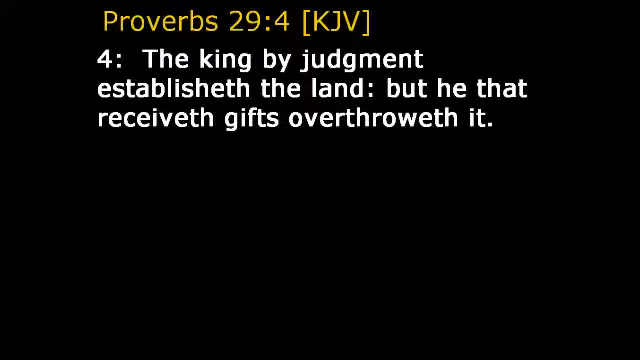 Proverbs 29:4 [KJV]
4:  The king by judgment
establisheth the land: but he that
receiveth gifts overthroweth it.